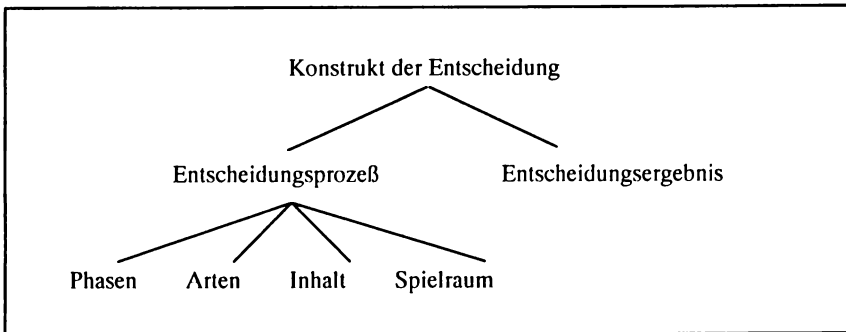 Konstrukt der Entscheidung
Entscheidungsprozeß Entscheidungsergebnis
Phasen Arten Inhalt Spielraum